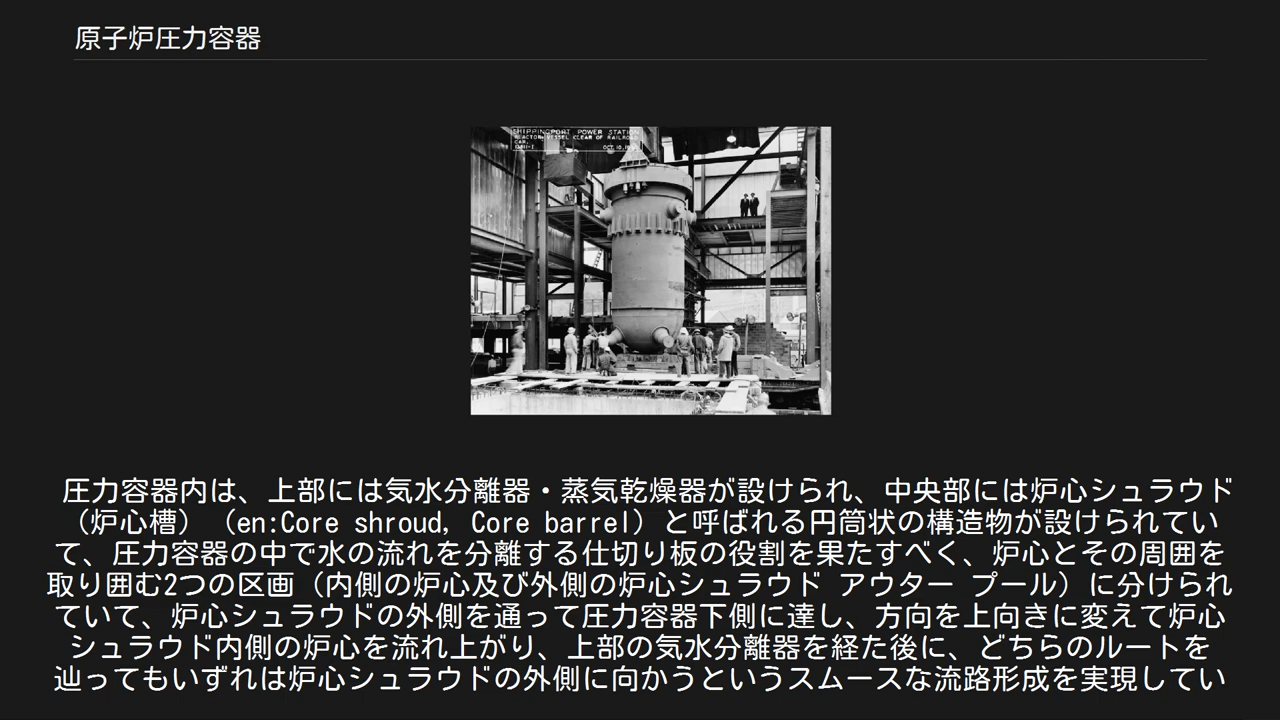 原子炉圧力容器
SHIPPINGPORT POWER STATION
REACTOR VESSEL CLEAR OF RAILROAD
CAR.
OCT. 10, 19
圧力容器内は、上部には気水分離器・蒸気乾燥器が設けられ、中央部には炉心シュラウド
（炉心槽）（en:Core shroud, Core barrel）と呼ばれる円筒状の構造物が設けられてい
て、圧力容器の中で水の流れを分離する仕切り板の役割を果たすべく、炉心とその周囲を
取り囲む2つの区画（内側の炉心及び外側の炉心シュラウド アウター プール）に分けられ
ていて、炉心シュラウドの外側を通って圧力容器下側に達し、方向を上向きに変えて炉心
シュラウド内側の炉心を流れ上がり、上部の気水分離器を経た後に、どちらのルートを
辿ってもいずれは炉心シュラウドの外側に向かうというスムースな流路形成を実現してい